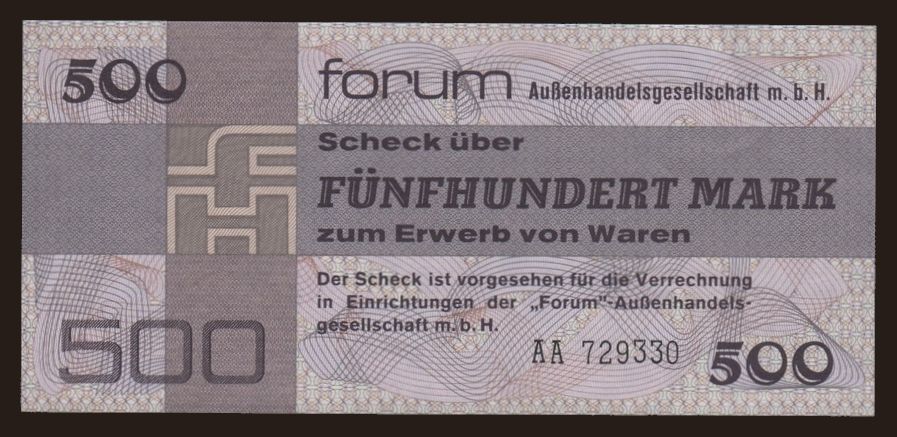 500
forum Außenhandelsgesellschaft m. b. H.
Scheck über
FÜNFHUNDERT MARK
zum Erwerb von Waren
Der Scheck ist vorgesehen für die Verrechnung
in Einrichtungen der „Forum"-Außenhandels-
gesellschaft m. b. H.
500
AA 729330
500